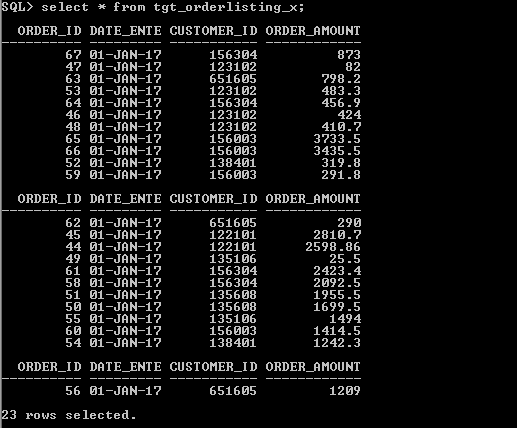 SQL> select * from tgt_orderlisting_x;
ORDER_ID DATE_ENTE CUSTOMER_ID ORDER_AMOUNT
67 01-JAN-17 156304 873
47 01-JAN-17 123102 82
63 01-JAN-17 651605 798.2
53 01-JAN-17 123102 483.3
64 01-JAN-17 156304 456.9
46 01-JAN-17 123102 424
48 01-JAN-17 123102 410.7
65 01-JAN-17 156003 3733.5
66 01-JAN-17 156003 3435.5
52 01-JAN-17 138401 319.8
59 01-JAN-17 156003 291.8
ORDER_ID DATE_ENTE CUSTOMER_ID ORDER_AMOUNT
62 01-JAN-17 651605 290
45 01-JAN-17 122101 2810.7
44 01-JAN-17 122101 2598.86
49 01-JAN-17 135106 25.5
61 01-JAN-17 156304 2423.4
58 01-JAN-17 156304 2092.5
51 01-JAN-17 135608 1955.5
50 01-JAN-17 135608 1699.5
55 01-JAN-17 135106 1494
60 01-JAN-17 156003 1414.5
54 01-JAN-17 138401 1242.3
ORDER_ID DATE_ENTE CUSTOMER_ID ORDER_AMOUNT
56 01-JAN-17 651605 1209
23 rows selected.